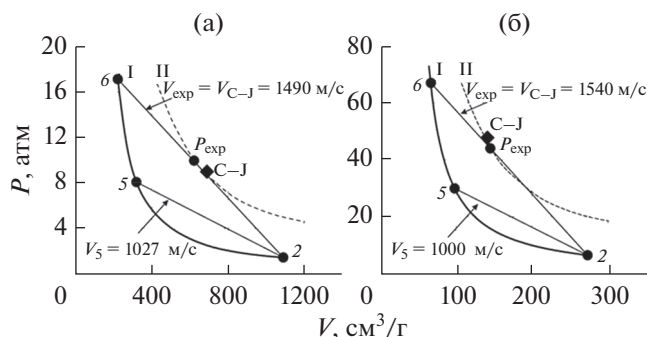 (а)
(б)
20
16
12
8
4
0
400
800
1200
P, атм
6
I
II
V_exp = V_C–J = 1490 м/с
P_exp
C–J
5
V_5 = 1027 м/с
2
80
60
40
20
0
100
200
300
6
I
II
V_exp = V_C–J = 1540 м/с
C–J
P_exp
5
V_5 = 1000 м/с
2
V, см³/г